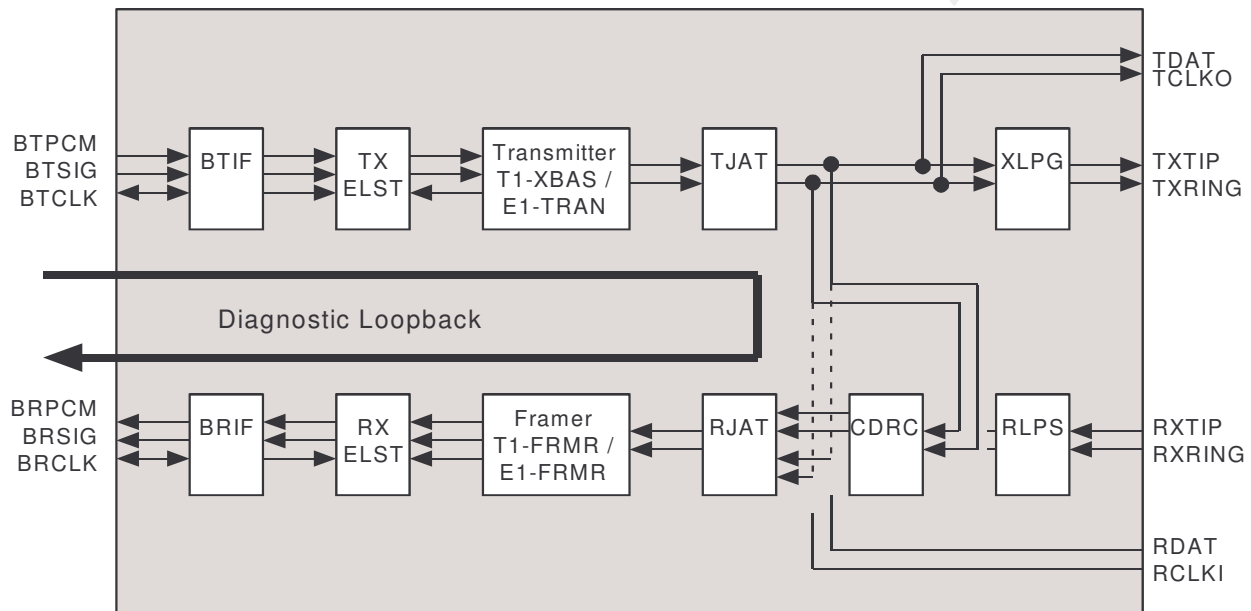 TDAT
TCLKO
BTPCM
BTSIG
BTCLK
BTIF
TX
ELST
Transmitter
T1-XBAS /
E1-TRAN
TJAT
XLPG
TXTIP
TXRING
Diagnostic Loopback
BRPCM
BRSIG
BRCLK
BRIF
RX
ELST
Framer
T1-FRMR /
E1-FRMR
RJAT
CDRC
RLPS
RXTIP
RXRING
RDAT
RCLKI